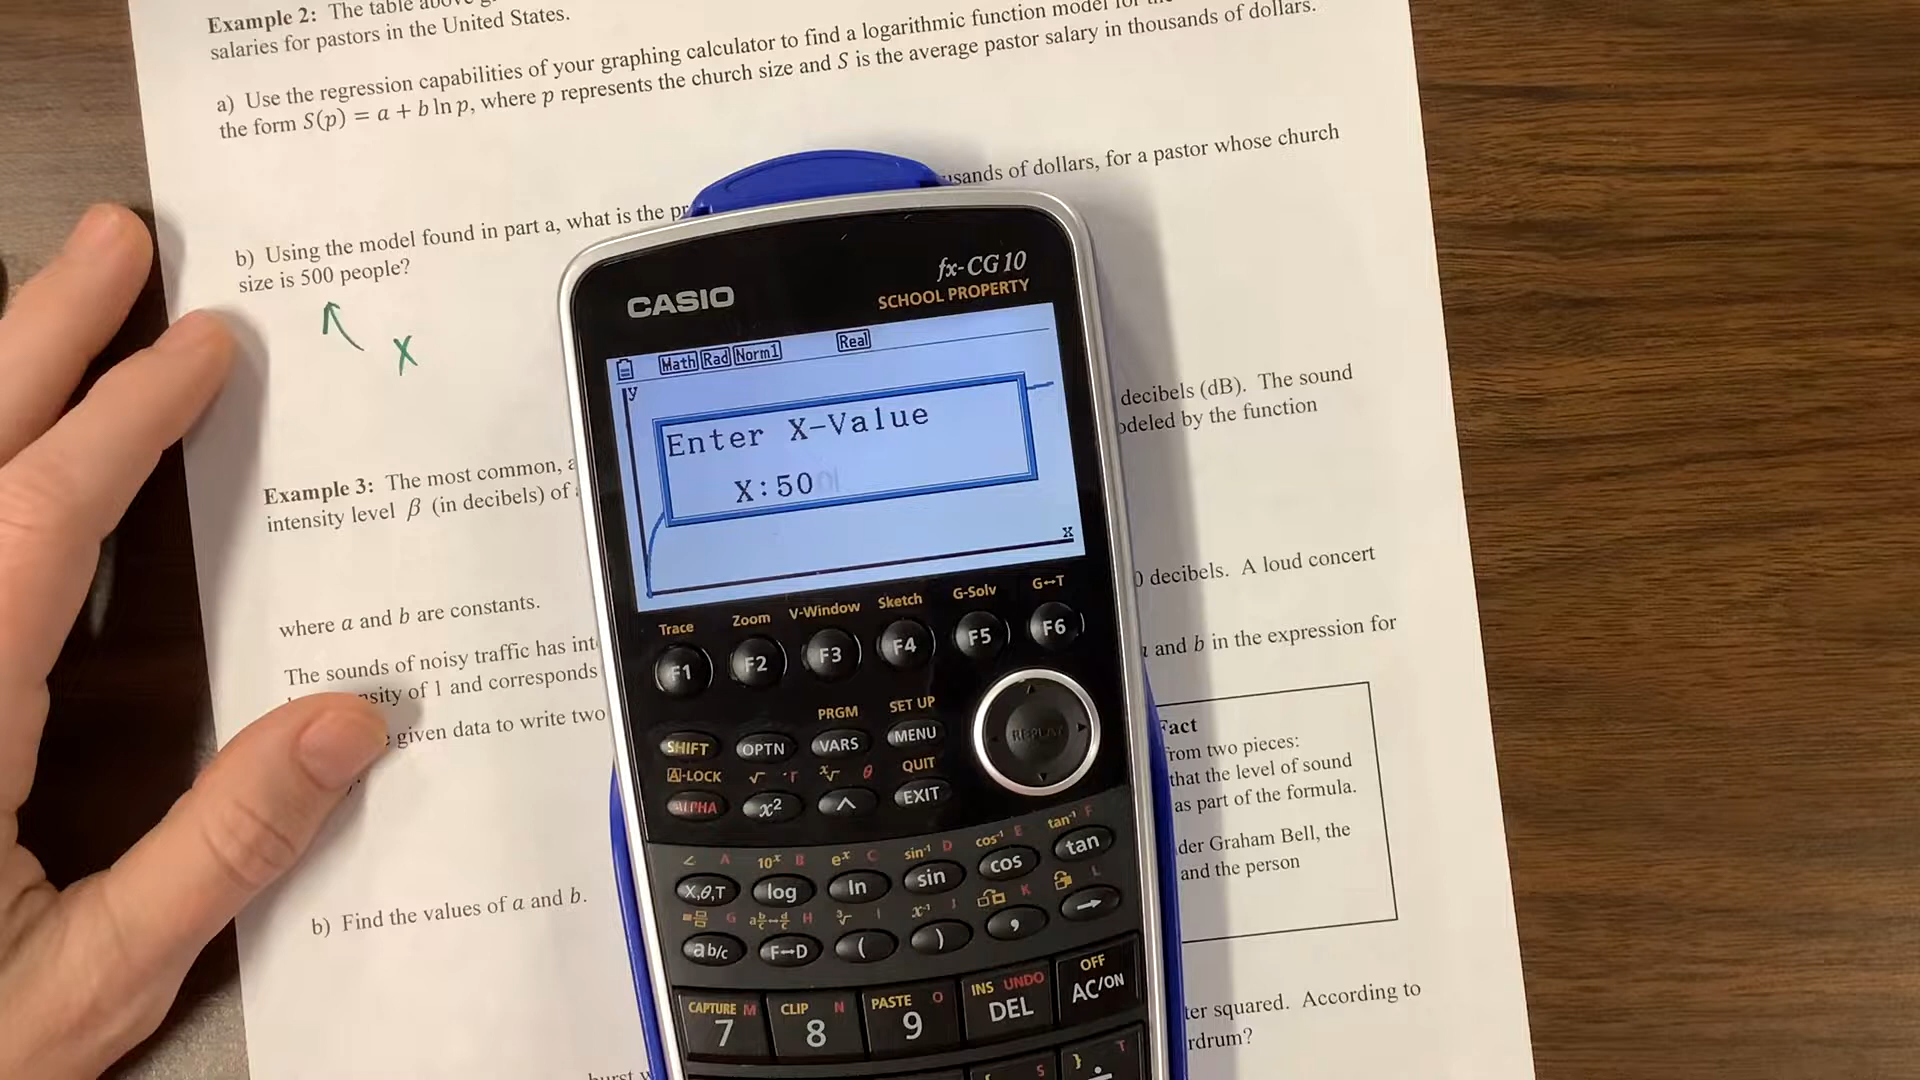 Example 2: The table above
salaries for pastors in the United States.
a) Use the regression capabilities of your graphing calculator to find a logarithmic function model
the form S(p) = a + b ln p, where p represents the church size and S is the average pastor salary in thousands of dollars.
b) Using the model found in part a, what is the
usands of dollars, for a pastor whose church
size is 500 people?
X
Example 3: The most common,
decibels (dB). The sound
intensity level β (in decibels) of
odeled by the function
where a and b are constants.
0 decibels. A loud concert
The sounds of noisy traffic has int
and b in the expression for
nsity of 1 and corresponds
given data to write two
Fact
from two pieces:
that the level of sound
as part of the formula.
der Graham Bell, the
and the person
b) Find the values of a and b.
ter squared. According to
rdrum?
CASIO
fx-CG10
SCHOOL PROPERTY
Math Rad Norm1 Real
y
Enter X-Value
X:50
x
Trace Zoom V-Window Sketch G-Solv G↔T
F1 F2 F3 F4 F5 F6
PRGM SET UP
SHIFT OPTN VARS MENU
REPLAY
A-LOCK √ r ˣ√ θ QUIT
ALPHA x² ^ EXIT
∠ A 10ˣ B eˣ C sin⁻¹ D cos⁻¹ E tan⁻¹ F
X,θ,T log ln sin cos tan
G a b/c↔d/c H ³√ I x⁻¹ J K L
a b/c F↔D ( ) , →
CAPTURE M CLIP N PASTE O INS UNDO OFF
7 8 9 DEL AC/ON
S } T
÷